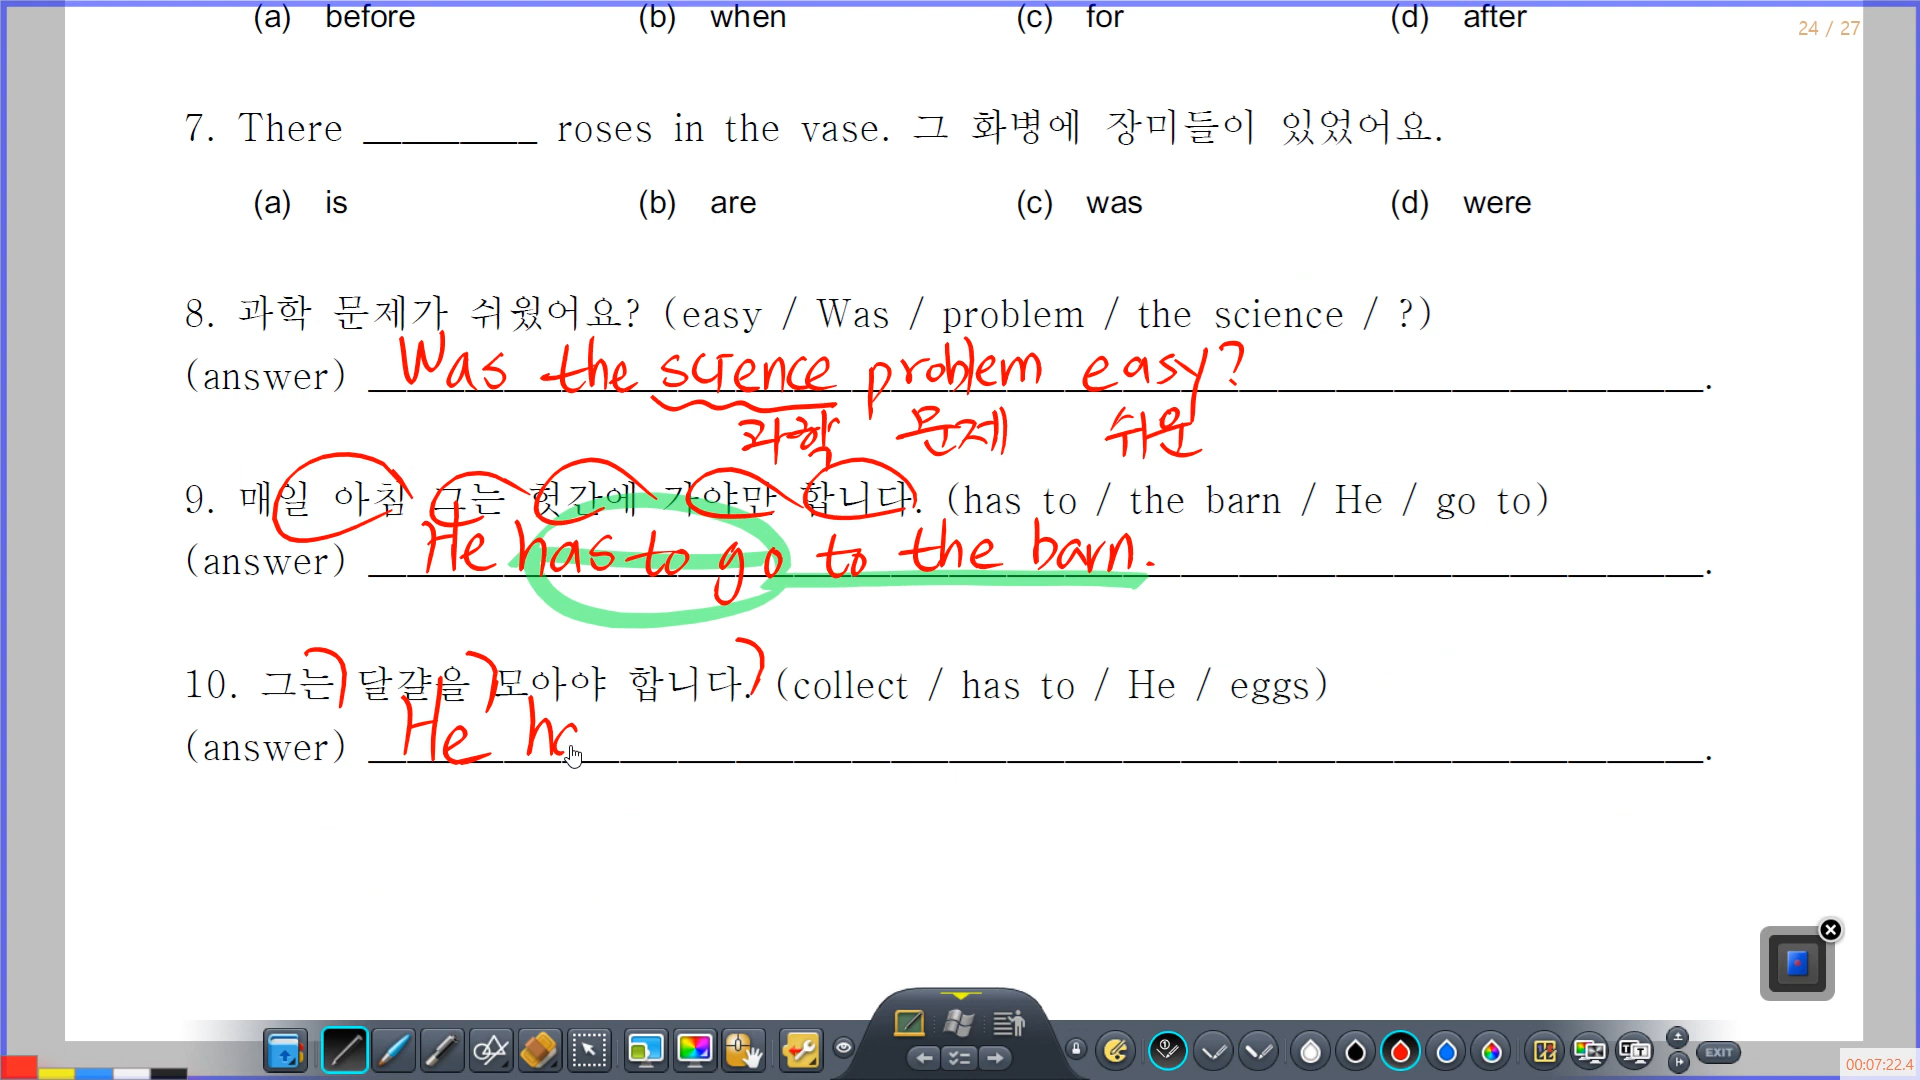 (a) before (b) when (c) for (d) after
24 / 27
7. There _________ roses in the vase. 그 화병에 장미들이 있었어요.
(a) is (b) are (c) was (d) were
8. 과학 문제가 쉬웠어요? (easy / Was / problem / the science / ?)
(answer) Was the science problem easy? .
과학 문제 쉬운
9. 매일 아침 그는 헛간에 가야만 합니다. (has to / the barn / He / go to)
(answer) He has to go to the barn. .
10. 그는 달걀을 모아야 합니다. (collect / has to / He / eggs)
(answer) He ha .
EXIT
00:07:22.4